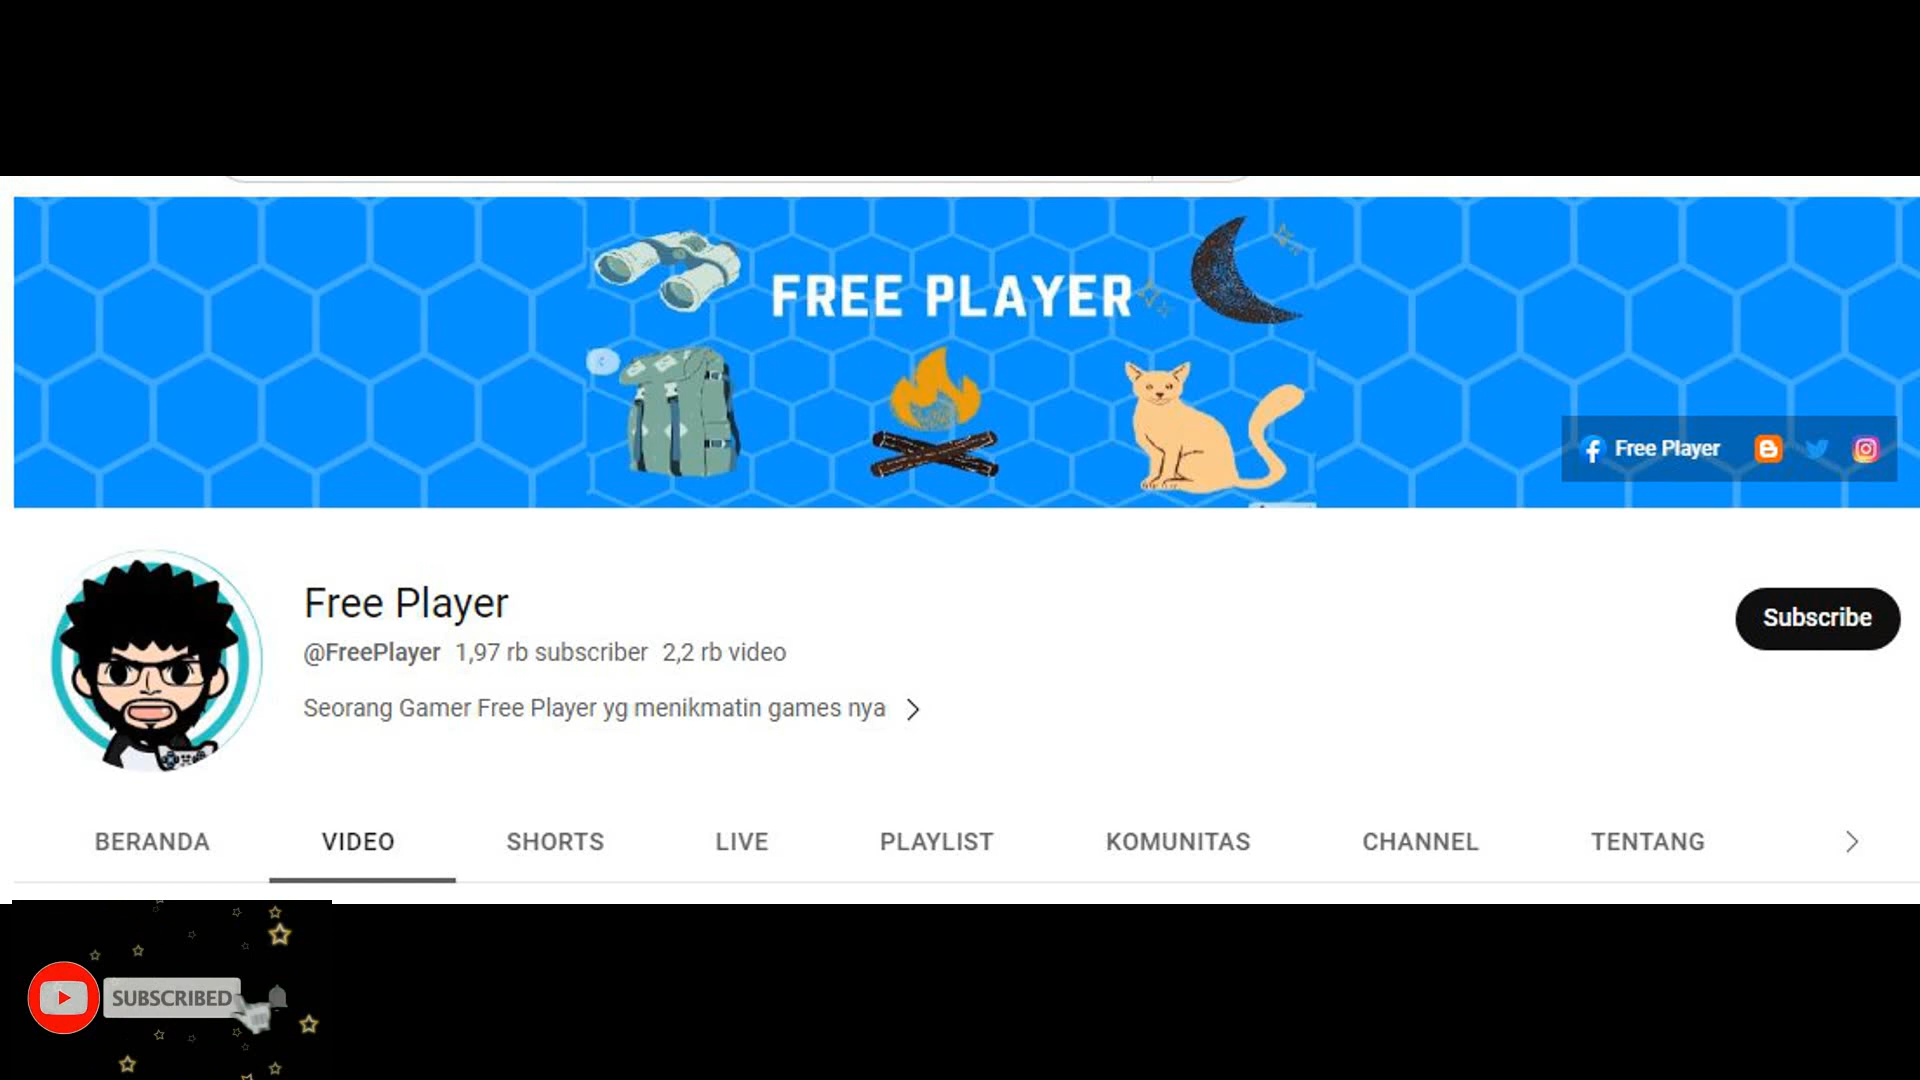 FREE PLAYER
Free Player
Free Player
Subscribe
@FreePlayer 1,97 rb subscriber 2,2 rb video
Seorang Gamer Free Player yg menikmatin games nya
BERANDA VIDEO SHORTS LIVE PLAYLIST KOMUNITAS CHANNEL TENTANG
SUBSCRIBED